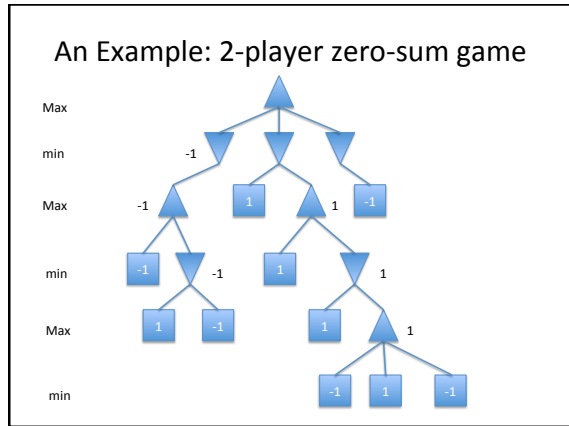 An Example: 2-player zero-sum game
Max
min -1
Max -1 1 1 -1
min -1 -1 1 1
Max 1 -1 1 1
min -1 1 -1